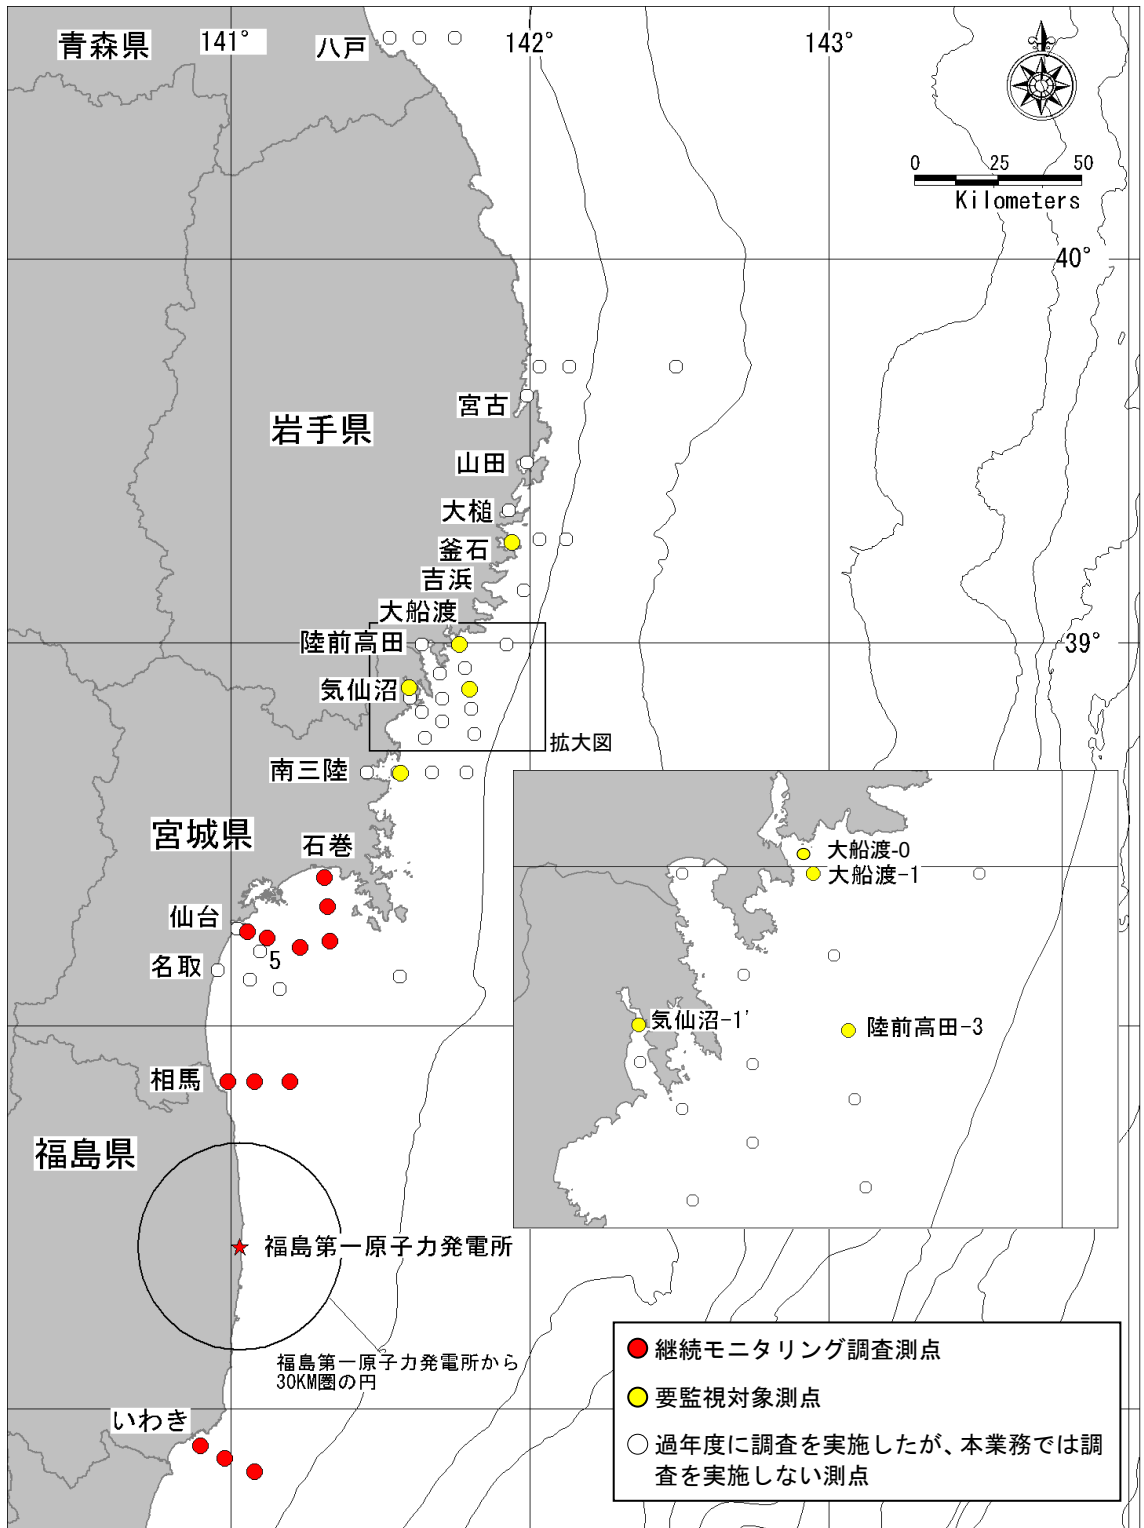 青森県
141°
八戸
142°
143°
0 25 50
Kilometers
40°
宮古
岩手県
山田
大槌
釜石
吉浜
大船渡
陸前高田
39°
気仙沼
拡大図
南三陸
宮城県
石巻
大船渡-0
大船渡-1
仙台
5
名取
気仙沼-1'
陸前高田-3
相馬
福島県
福島第一原子力発電所
福島第一原子力発電所から
30KM圏の円
いわき
継続モニタリング調査測点
要監視対象測点
過年度に調査を実施したが、本業務では調
査を実施しない測点